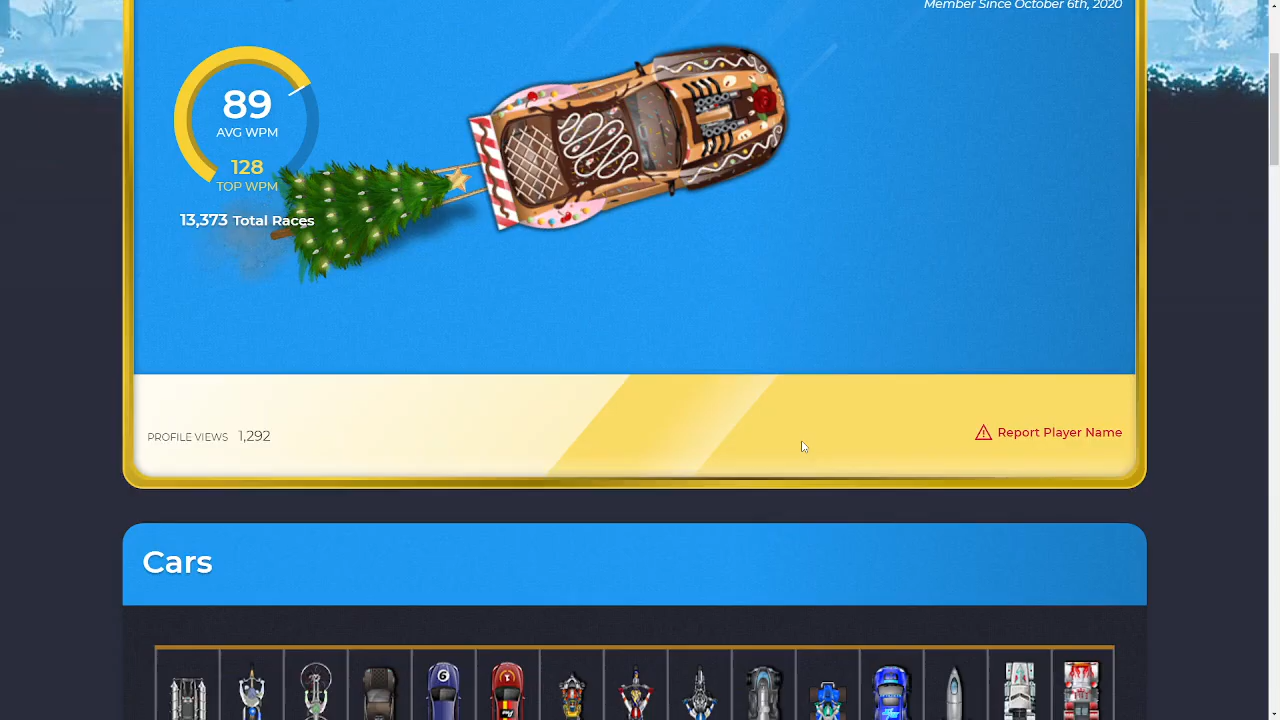 Member Since October 6th, 2020
89
AVG WPM
128
TOP WPM
13,373 Total Races
PROFILE VIEWS 1,292
Report Player Name
Cars